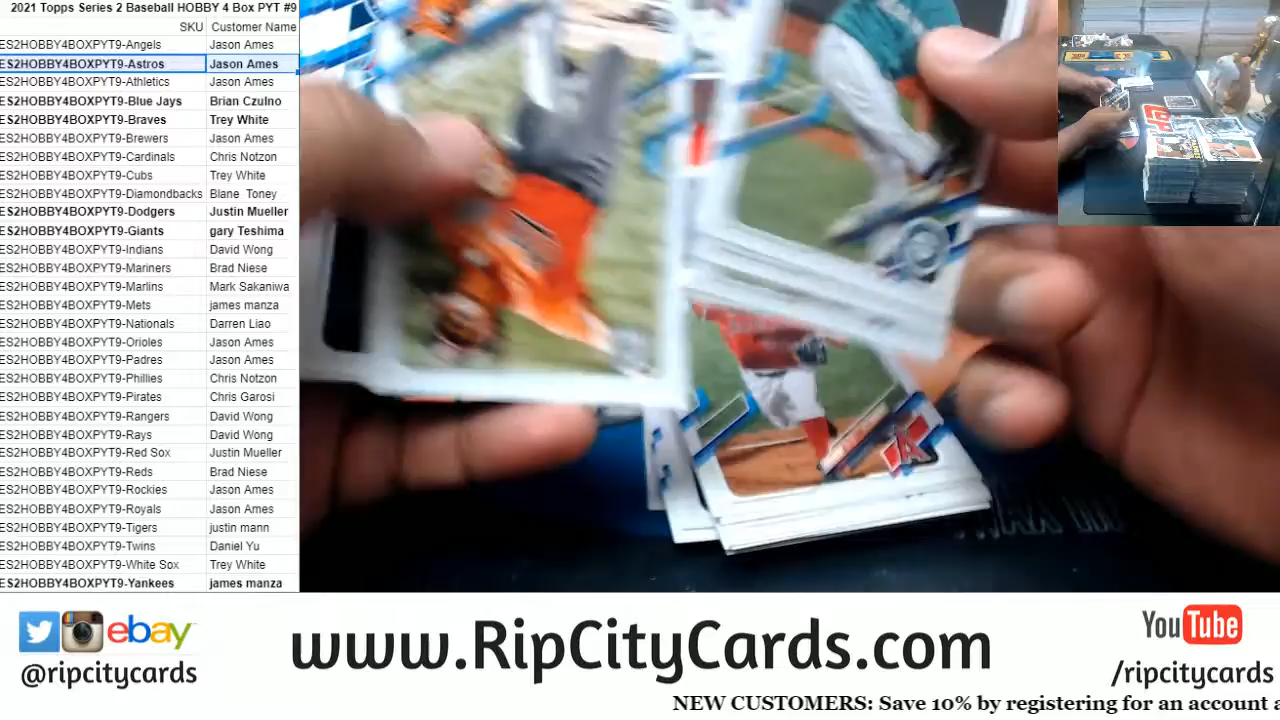 2021 Topps Series 2 Baseball HOBBY 4 Box PYT #9
SKU Customer Name
ES2HOBBY4BOXPYT9-Angels Jason Ames
ES2HOBBY4BOXPYT9-Astros Jason Ames
ES2HOBBY4BOXPYT9-Athletics Jason Ames
ES2HOBBY4BOXPYT9-Blue Jays Brian Czulno
ES2HOBBY4BOXPYT9-Braves Trey White
ES2HOBBY4BOXPYT9-Brewers Jason Ames
ES2HOBBY4BOXPYT9-Cardinals Chris Notzon
ES2HOBBY4BOXPYT9-Cubs Trey White
ES2HOBBY4BOXPYT9-Diamondbacks Blane Toney
ES2HOBBY4BOXPYT9-Dodgers Justin Mueller
ES2HOBBY4BOXPYT9-Giants gary Teshima
ES2HOBBY4BOXPYT9-Indians David Wong
ES2HOBBY4BOXPYT9-Mariners Brad Niese
ES2HOBBY4BOXPYT9-Marlins Mark Sakaniwa
ES2HOBBY4BOXPYT9-Mets james manza
ES2HOBBY4BOXPYT9-Nationals Darren Liao
ES2HOBBY4BOXPYT9-Orioles Jason Ames
ES2HOBBY4BOXPYT9-Padres Jason Ames
ES2HOBBY4BOXPYT9-Phillies Chris Notzon
ES2HOBBY4BOXPYT9-Pirates Chris Garosi
ES2HOBBY4BOXPYT9-Rangers David Wong
ES2HOBBY4BOXPYT9-Rays David Wong
ES2HOBBY4BOXPYT9-Red Sox Justin Mueller
ES2HOBBY4BOXPYT9-Reds Brad Niese
ES2HOBBY4BOXPYT9-Rockies Jason Ames
ES2HOBBY4BOXPYT9-Royals Jason Ames
ES2HOBBY4BOXPYT9-Tigers justin mann
ES2HOBBY4BOXPYT9-Twins Daniel Yu
ES2HOBBY4BOXPYT9-White Sox Trey White
ES2HOBBY4BOXPYT9-Yankees james manza
ebay
@ripcitycards
www.RipCityCards.com
YouTube
/ripcitycards
NEW CUSTOMERS: Save 10% by registering for an account